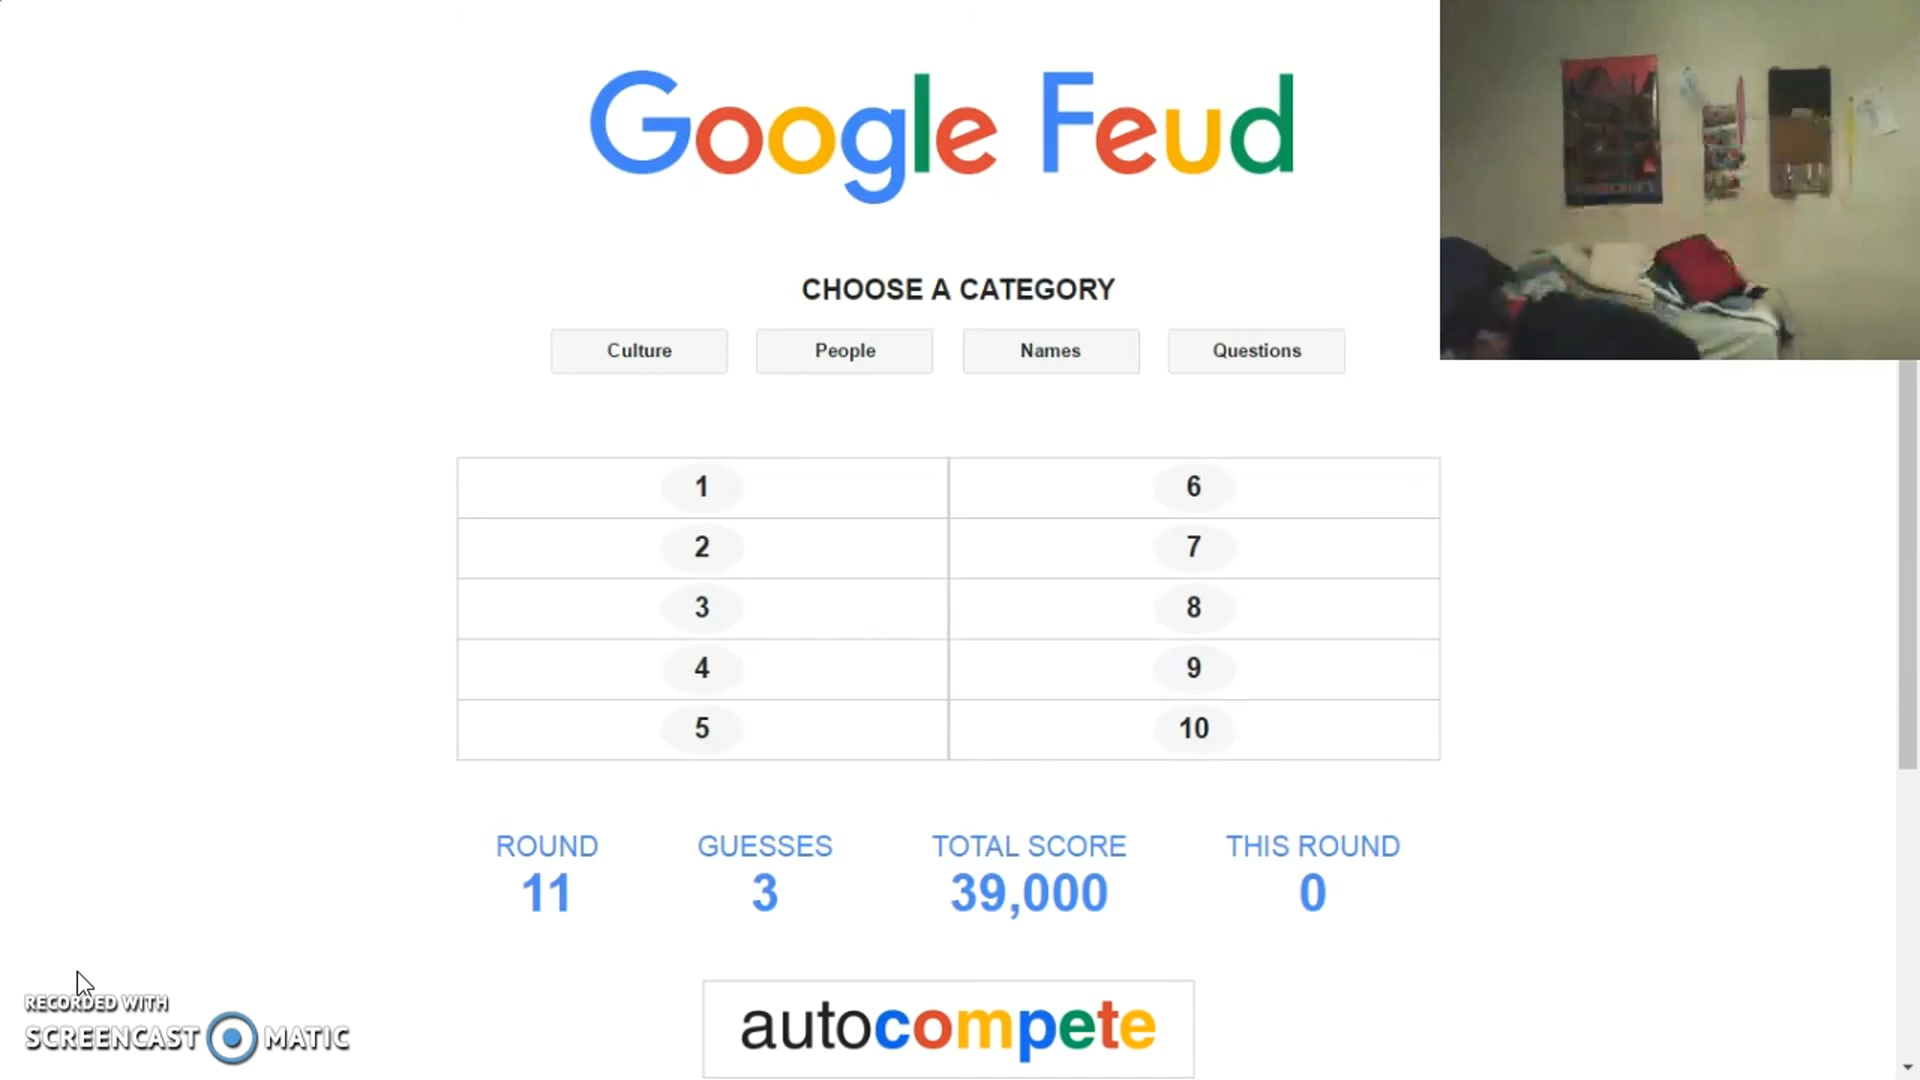 Google Feud
CHOOSE A CATEGORY
Culture People Names Questions
1 6
2 7
3 8
4 9
5 10
ROUND GUESSES TOTAL SCORE THIS ROUND
11 3 39,000 0
autocompete
RECORDED WITH
SCREENCAST MATIC